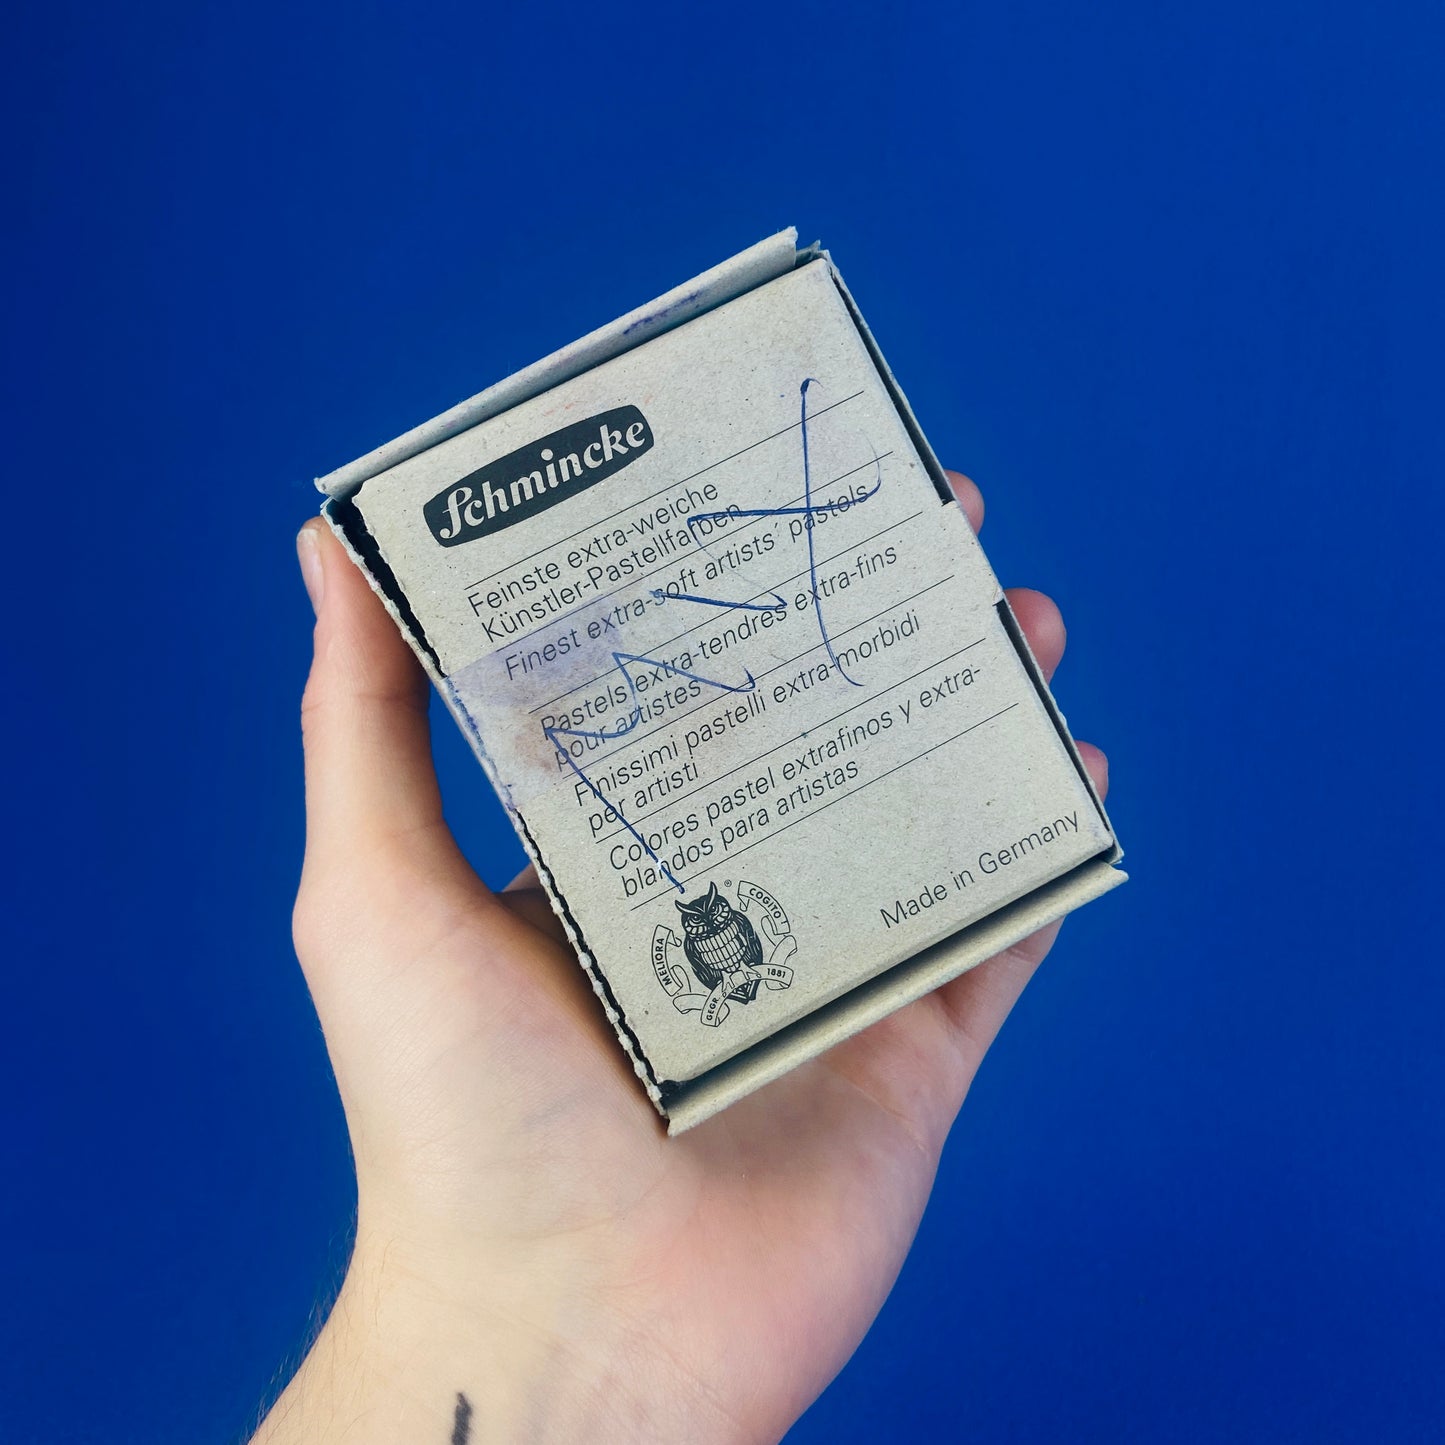 Schmincke
Feinste extra-weiche
Künstler-Pastellfarben
Finest extra-soft artists´ pastels
Pastels extra-tendres extra-fins
pour artistes
Finissimi pastelli extra-morbidi
per artisti
Colores pastel extrafinos y extra-
blandos para artistas
®
MELIORA COGITO!
GEGR. 1881
Made in Germany